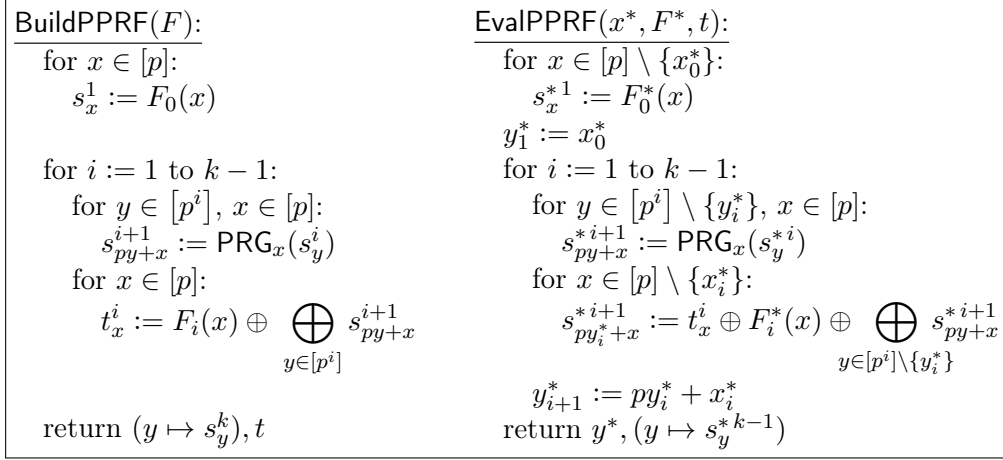 BuildPPRF(F):
for x ∈ [p]:
s_x^1 := F_0(x)
for i := 1 to k − 1:
for y ∈ [p^i], x ∈ [p]:
s_{py+x}^{i+1} := PRG_x(s_y^i)
for x ∈ [p]:
t_x^i := F_i(x) ⊕ ⨁_{y∈[p^i]} s_{py+x}^{i+1}
return (y ↦ s_y^k), t
EvalPPRF(x^*, F^*, t):
for x ∈ [p] \ {x_0^*}:
s_x^{* 1} := F_0^*(x)
y_1^* := x_0^*
for i := 1 to k − 1:
for y ∈ [p^i] \ {y_i^*}, x ∈ [p]:
s_{py+x}^{* i+1} := PRG_x(s_y^{* i})
for x ∈ [p] \ {x_i^*}:
s_{py_i^*+x}^{* i+1} := t_x^i ⊕ F_i^*(x) ⊕ ⨁_{y∈[p^i]\{y_i^*}} s_{py+x}^{* i+1}
y_{i+1}^* := py_i^* + x_i^*
return y^*, (y ↦ s_y^{* k−1})